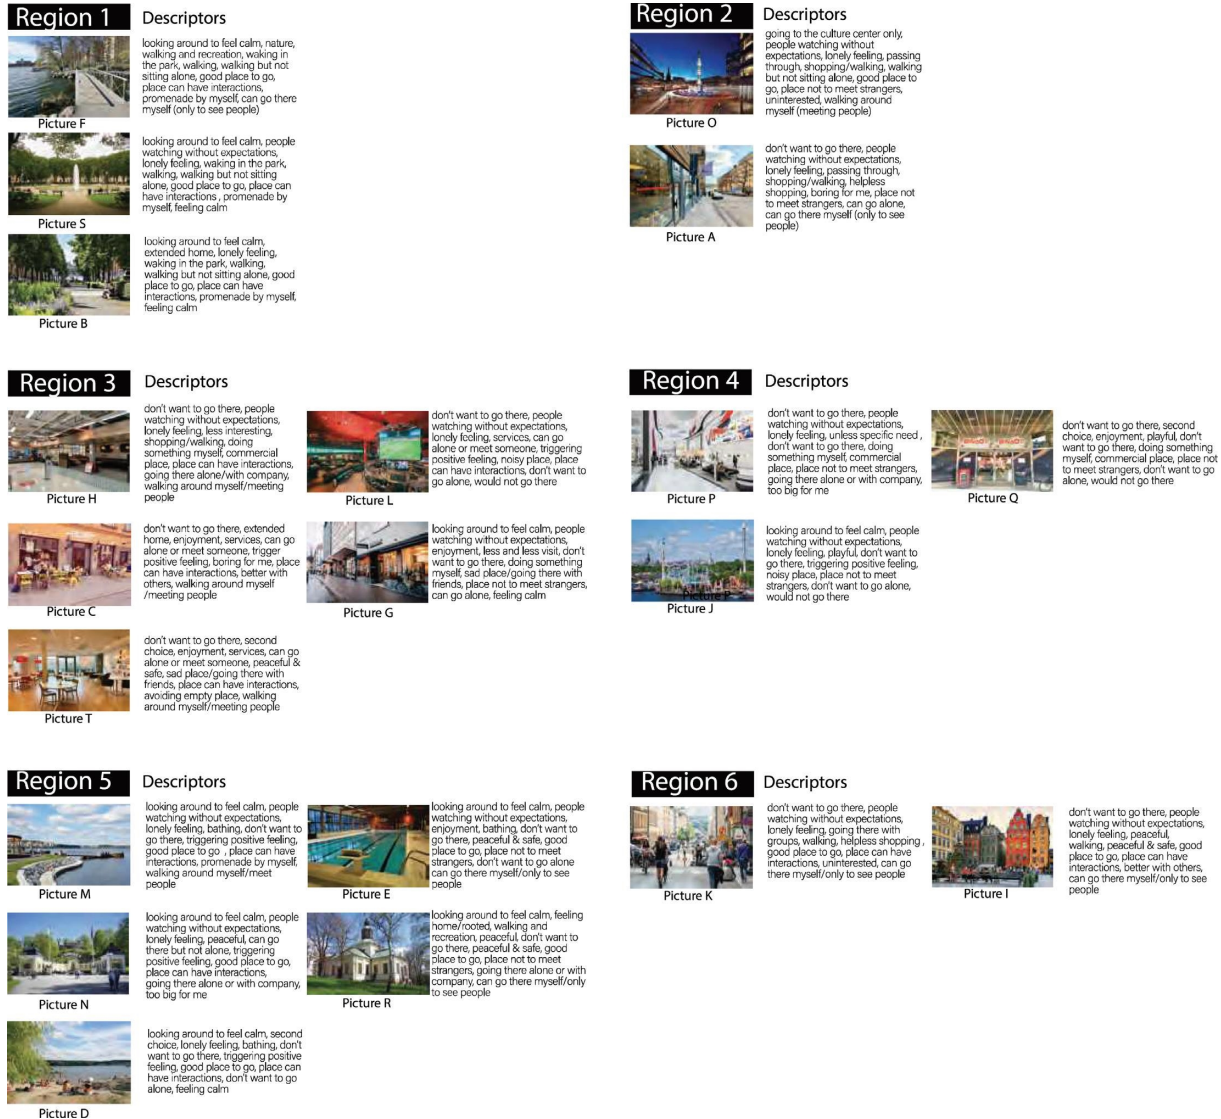 Region 1
Descriptors
looking around to feel calm, nature,
walking and recreation, waking in
the park, walking, walking but not
sitting alone, good place to go,
place can have interactions,
promenade by myself, can go there
myself (only to see people)
Picture F
looking around to feel calm, people
watching without expectations,
lonely feeling, waking in the park,
walking, walking but not sitting
alone, good place to go, place can
have interactions , promenade by
myself, feeling calm
Picture S
looking around to feel calm,
extended home, lonely feeling,
waking in the park, walking,
walking but not sitting alone, good
place to go, place can have
interactions, promenade by myself,
feeling calm
Picture B
Region 2
Descriptors
going to the culture center only,
people watching without
expectations, lonely feeling, passing
through, shopping/walking, walking
but not sitting alone, good place to
go, place not to meet strangers,
uninterested, walking around
myself (meeting people)
Picture O
don't want to go there, people
watching without expectations,
lonely feeling, passing through,
shopping/walking, helpless
shopping, boring for me, place not
to meet strangers, can go alone,
can go there myself (only to see
people)
Picture A
Region 3
Descriptors
don't want to go there, people
watching without expectations,
lonely feeling, less interesting,
shopping/walking, doing
something myself, commercial
place, place can have interactions,
going there alone/with company,
walking around myself/meeting
people
Picture H
don't want to go there, people
watching without expectations,
lonely feeling, services, can go
alone or meet someone, triggering
positive feeling, noisy place, place
can have interactions, don't want to
go alone, would not go there
Picture L
don't want to go there, extended
home, enjoyment, services, can go
alone or meet someone, trigger
positive feeling, boring for me, place
can have interactions, better with
others, walking around myself
/meeting people
Picture C
looking around to feel calm, people
watching without expectations,
enjoyment, less and less visit, don't
want to go there, doing something
myself, sad place/going there with
friends, place not to meet strangers,
can go alone, feeling calm
Picture G
don't want to go there, second
choice, enjoyment, services, can go
alone or meet someone, peaceful &
safe, sad place/going there with
friends, place can have interactions,
avoiding empty place, walking
around myself/meeting people
Picture T
Region 4
Descriptors
don't want to go there, people
watching without expectations,
lonely feeling, unless specific need ,
don't want to go there, doing
something myself, commercial
place, place not to meet strangers,
going there alone or with company,
too big for me
Picture P
don't want to go there, second
choice, enjoyment, playful, don't
want to go there, doing something
myself, commercial place, place not
to meet strangers, don't want to go
alone, would not go there
Picture Q
looking around to feel calm, people
watching without expectations,
lonely feeling, playful, don't want to
go there, triggering positive feeling,
noisy place, place not to meet
strangers, don't want to go alone,
would not go there
Picture P
Picture J
Region 5
Descriptors
looking around to feel calm, people
watching without expectations,
lonely feeling, bathing, don't want to
go there, triggering positive feeling,
good place to go , place can have
interactions, promenade by myself,
walking around myself/meet
people
Picture M
looking around to feel calm, people
watching without expectations,
enjoyment, bathing, don't want to
go there, peaceful & safe, good
place to go, place not to meet
strangers, don't want to go alone
can go there myself/only to see
people
Picture E
looking around to feel calm, people
watching without expectations,
lonely feeling, peaceful, can go
there but not alone, triggering
positive feeling, good place to go,
place can have interactions,
going there alone or with company,
too big for me
Picture N
looking around to feel calm, feeling
home/rooted, walking and
recreation, peaceful, don't want to
go there, peaceful & safe, good
place to go, place not to meet
strangers, going there alone or with
company, can go there myself/only
to see people
Picture R
looking around to feel calm, second
choice, lonely feeling, bathing, don't
want to go there, triggering positive
feeling, good place to go, place can
have interactions, don't want to go
alone, feeling calm
Picture D
Region 6
Descriptors
don't want to go there, people
watching without expectations,
lonely feeling, going there with
groups, walking, helpless shopping ,
good place to go, place can have
interactions, uninterested, can go
there myself/only to see people
Picture K
don't want to go there, people
watching without expectations,
lonely feeling, peaceful,
walking, peaceful & safe, good
place to go, place can have
interactions, better with others,
can go there myself/only to see
people
Picture I